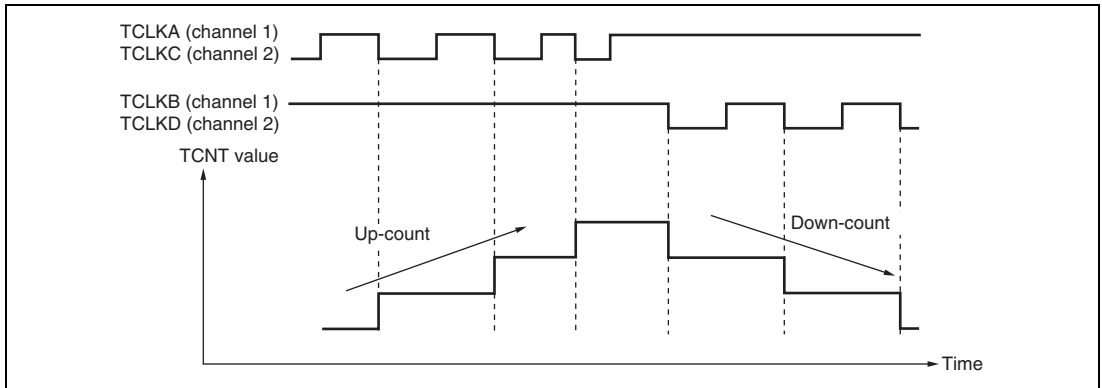 TCLKA (channel 1)
TCLKC (channel 2)
TCLKB (channel 1)
TCLKD (channel 2)
TCNT value
Up-count
Down-count
Time